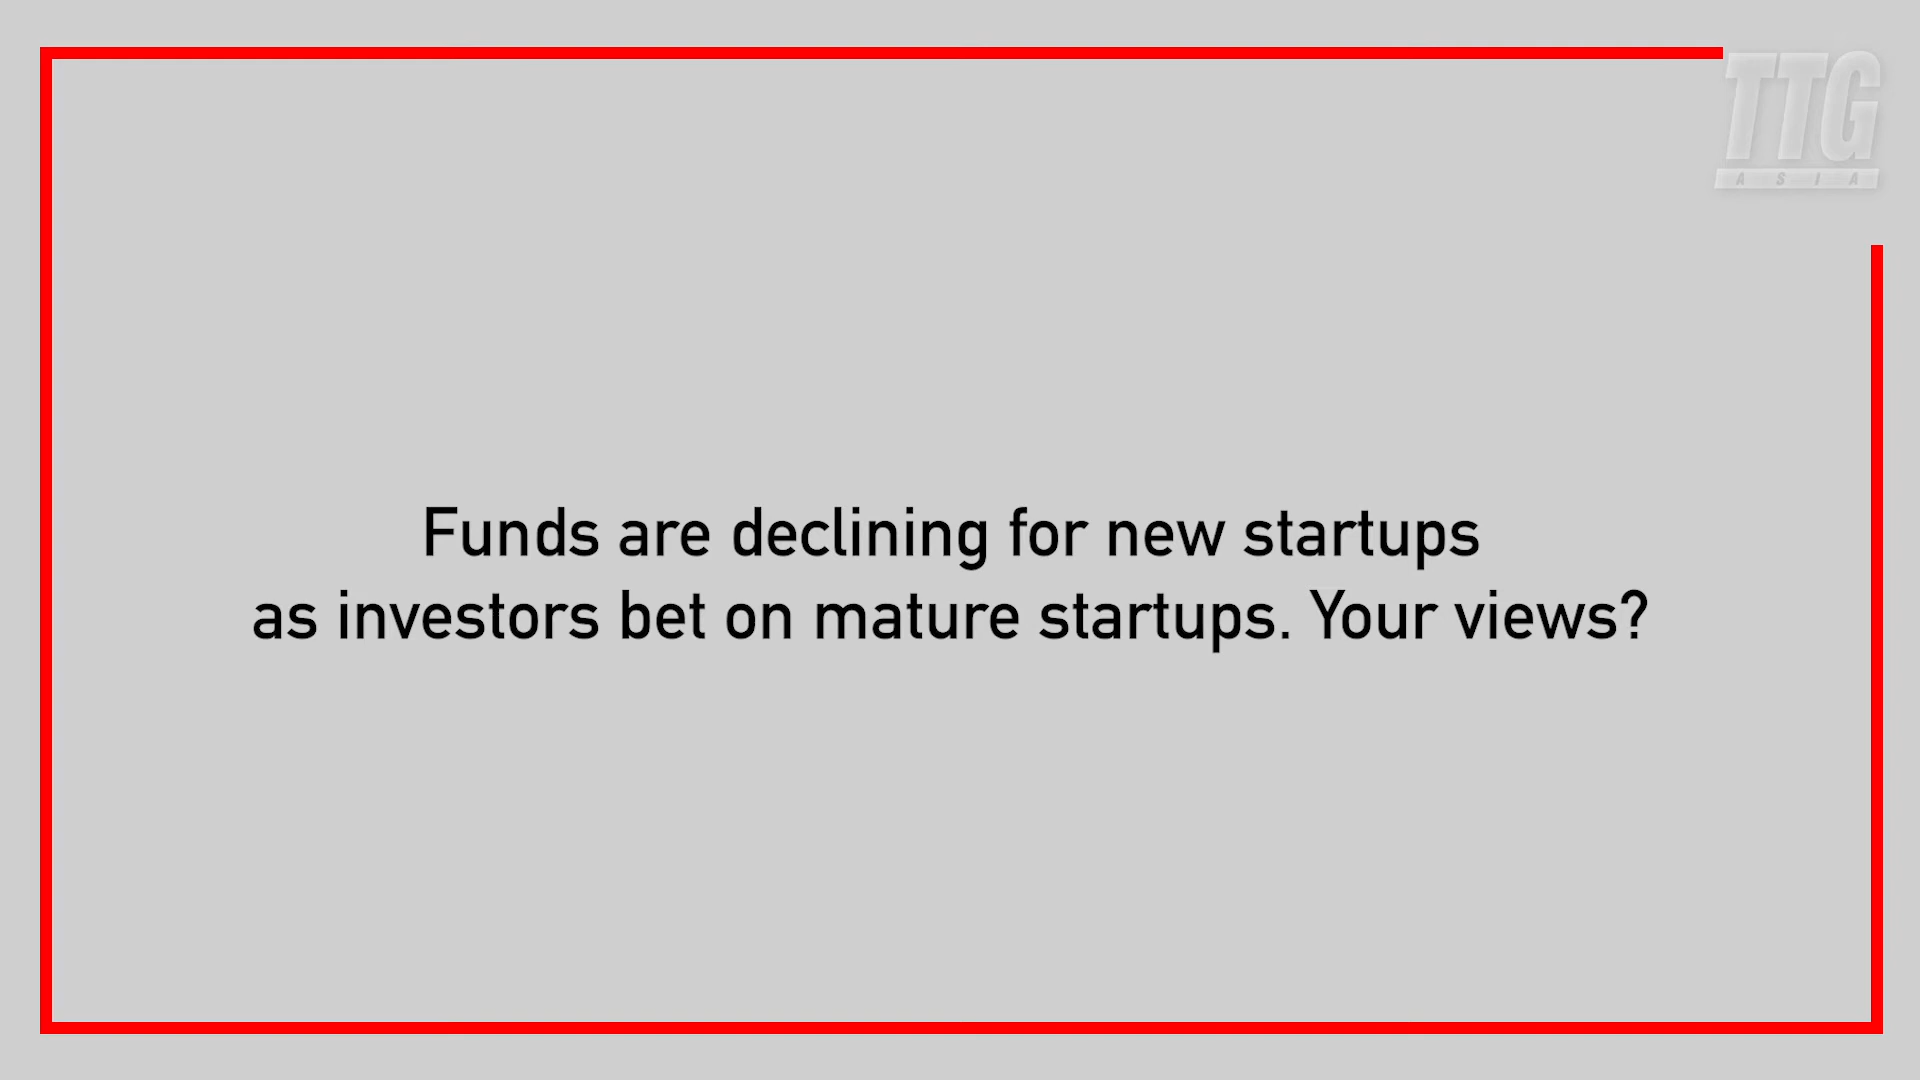 TTG
ASIA
Funds are declining for new startups
as investors bet on mature startups. Your views?